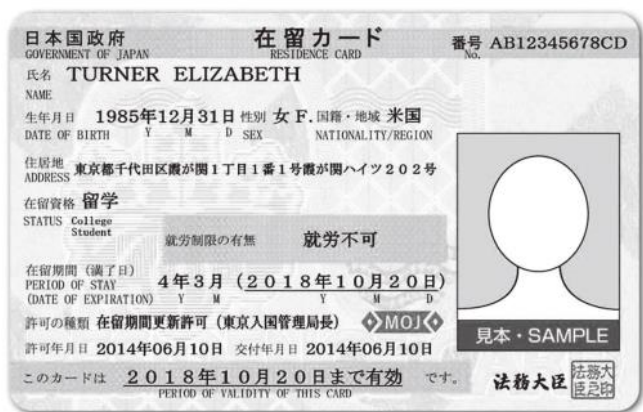 日本国政府 在留カード 番号 AB12345678CD
GOVERNMENT OF JAPAN RESIDENCE CARD No.
氏名 TURNER ELIZABETH
NAME
生年月日 1985年12月31日 性別 女 F. 国籍・地域 米国
DATE OF BIRTH Y M D SEX NATIONALITY/REGION
住居地 東京都千代田区霞が関1丁目1番1号霞が関ハイツ202号
ADDRESS
在留資格 留学
STATUS College
Student
就労制限の有無 就労不可
在留期間(満了日) 4年3月(2018年10月20日)
PERIOD OF STAY
(DATE OF EXPIRATION) Y M Y M D
許可の種類 在留期間更新許可(東京入国管理局長) MOJ
見本・SAMPLE
許可年月日 2014年06月10日 交付年月日 2014年06月10日
このカードは 2018年10月20日まで有効 です。
PERIOD OF VALIDITY OF THIS CARD
法務大臣 法務大臣之印